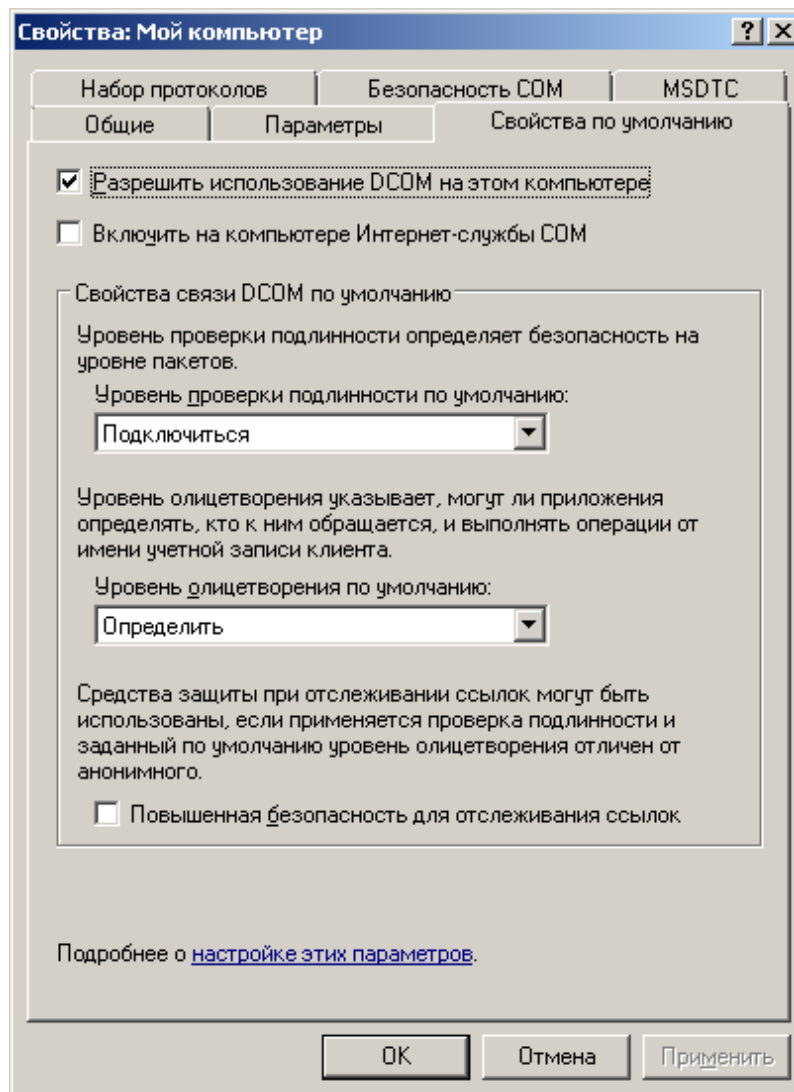 Свойства: Мой компьютер
Набор протоколов
Безопасность COM
MSDTC
Общие
Параметры
Свойства по умолчанию
Разрешить использование DCOM на этом компьютере
Включить на компьютере Интернет-службы COM
Свойства связи DCOM по умолчанию
Уровень проверки подлинности определяет безопасность на
уровне пакетов.
Уровень проверки подлинности по умолчанию:
Подключиться
Уровень олицетворения указывает, могут ли приложения
определять, кто к ним обращается, и выполнять операции от
имени учетной записи клиента.
Уровень олицетворения по умолчанию:
Определить
Средства защиты при отслеживании ссылок могут быть
использованы, если применяется проверка подлинности и
заданный по умолчанию уровень олицетворения отличен от
анонимного.
Повышенная безопасность для отслеживания ссылок
Подробнее о настройке этих параметров.
OK
Отмена
Применить